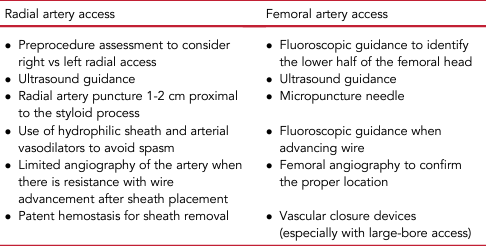 Radial artery access
Femoral artery access
● Preprocedure assessment to consider
right vs left radial access
● Ultrasound guidance
● Radial artery puncture 1-2 cm proximal
to the styloid process
● Use of hydrophilic sheath and arterial
vasodilators to avoid spasm
● Limited angiography of the artery when
there is resistance with wire
advancement after sheath placement
● Patent hemostasis for sheath removal
● Fluoroscopic guidance to identify
the lower half of the femoral head
● Ultrasound guidance
● Micropuncture needle
● Fluoroscopic guidance when
advancing wire
● Femoral angiography to confirm
the proper location
● Vascular closure devices
(especially with large-bore access)